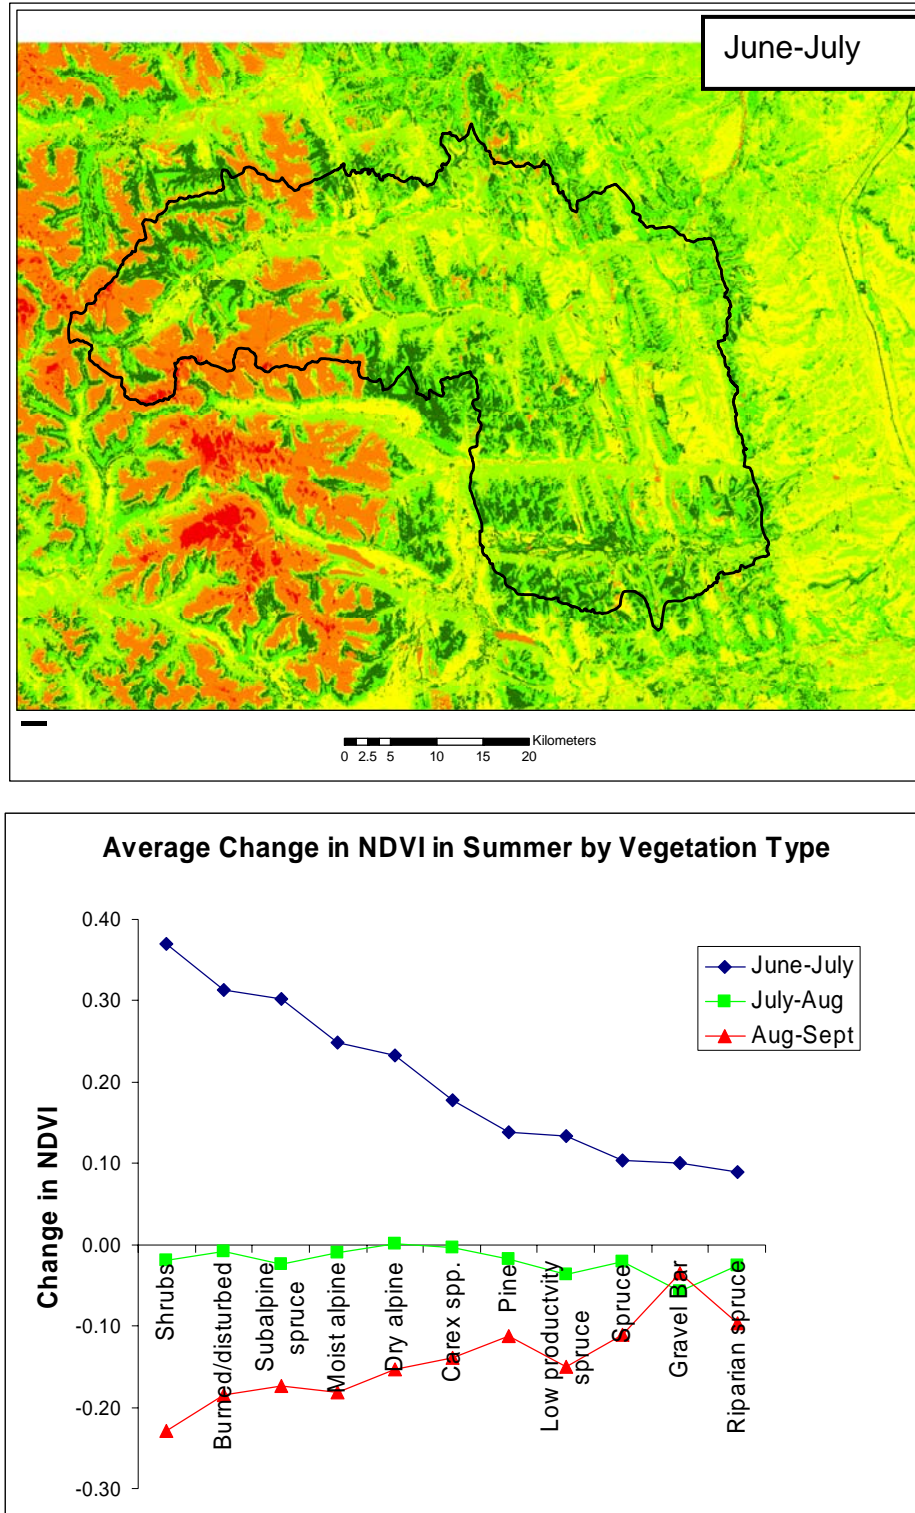 June-July
Kilometers
0 2.5 5 10 15 20
Average Change in NDVI in Summer by Vegetation Type
Change in NDVI
0.40
0.30
0.20
0.10
0.00
-0.10
-0.20
-0.30
June-July
July-Aug
Aug-Sept
Shrubs
Burned/disturbed
Subalpine
spruce
Moist alpine
Dry alpine
Carex spp.
Pine
Low productvity
spruce
Spruce
Gravel Bar
Riparian spruce